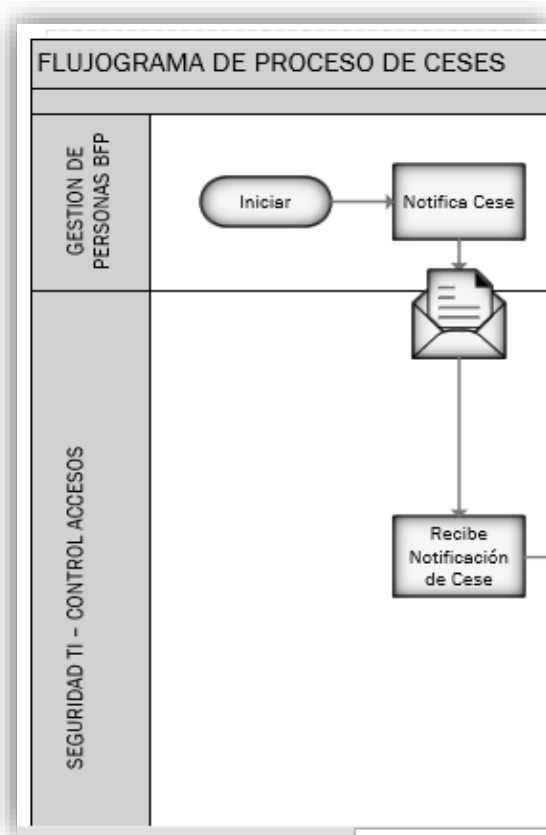 FLUJOGRAMA DE PROCESO DE CESES
GESTION DE
PERSONAS BFP
Iniciar
Notifica Cese
SEGURIDAD TI - CONTROL ACCESOS
Recibe
Notificación
de Cese